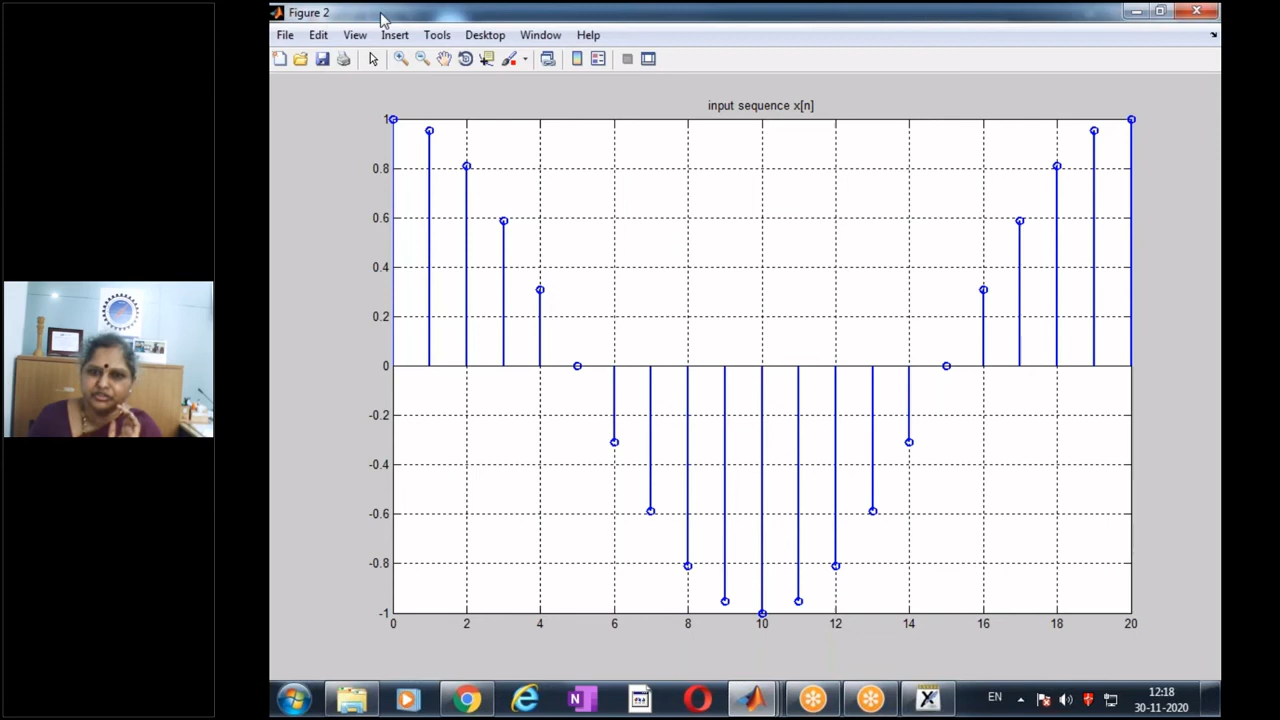 Figure 2
File Edit View Insert Tools Desktop Window Help
input sequence x[n]
1
0.8
0.6
0.4
0.2
0
-0.2
-0.4
-0.6
-0.8
-1
0 2 4 6 8 10 12 14 16 18 20
EN
12:18
30-11-2020